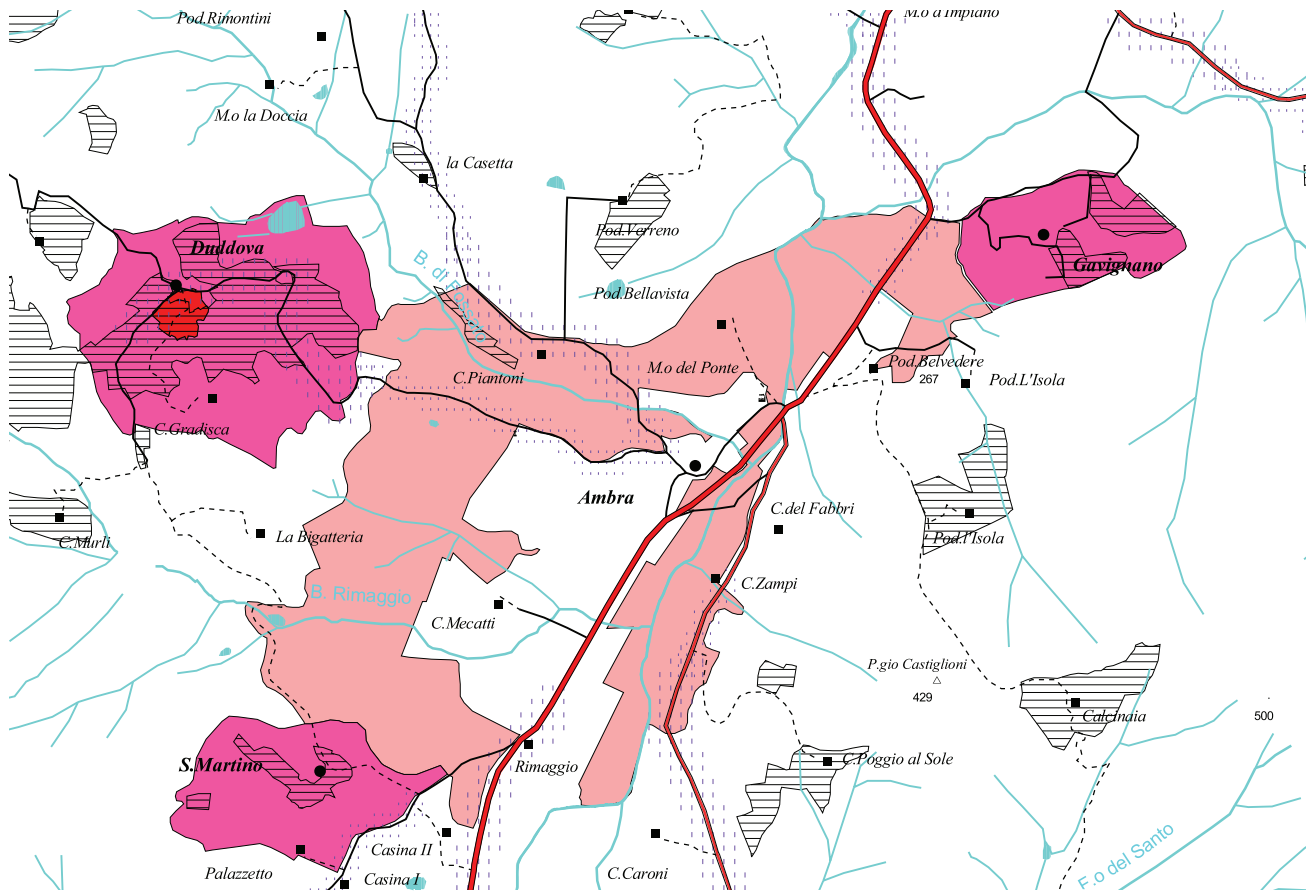 M.o d'Impiano
Pod.Rimontini
M.o la Doccia
la Casetta
Pod.Verreno
Duddova
B. di
Gavignano
Pod.Bellavista
M.o del Ponte
Pod.Belvedere
267
Pod.L'Isola
C.Piantoni
C.Gradisca
Ambra
C.del Fabbri
Pod.l'Isola
C.Murli
La Bigatteria
C.Zampi
B. Rimaggio
C.Mecatti
P.gio Castiglioni
429
Calcinaia
500
S.Martino
Rimaggio
C.Poggio al Sole
Casina II
Palazzetto
Casina I
C.Caroni
F.o del Santo